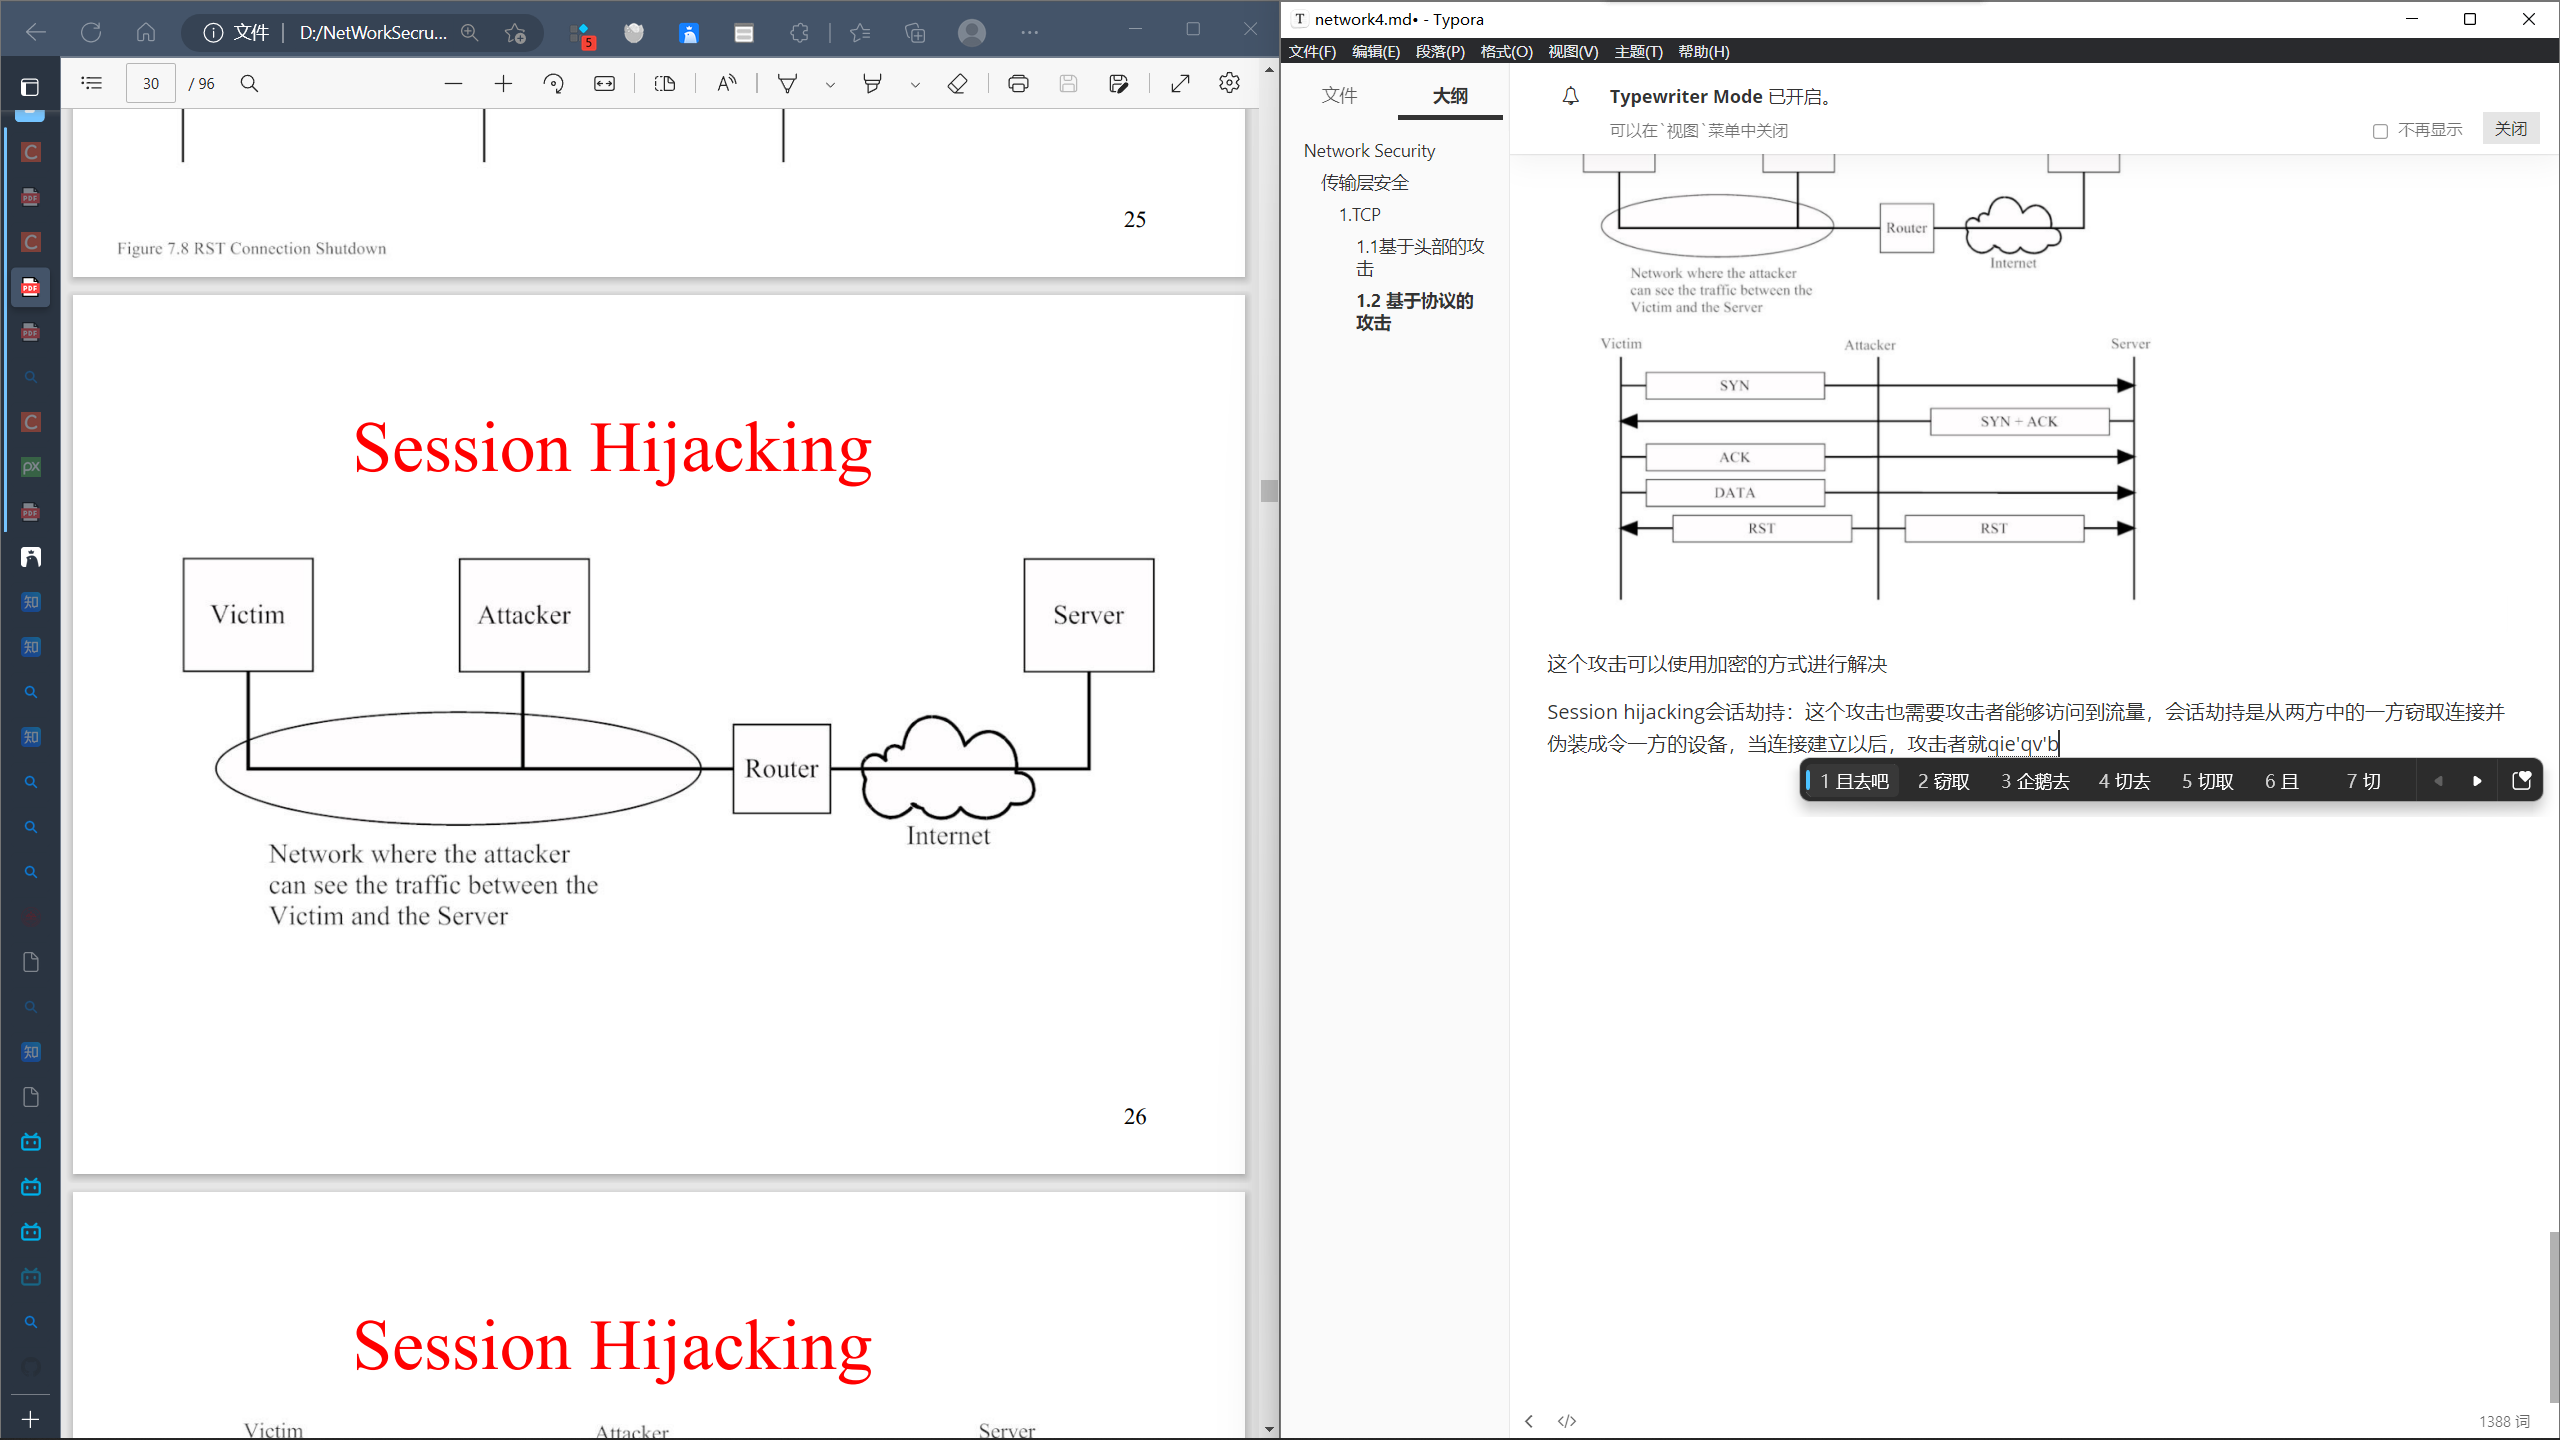 文件 D:/NetWorkSecru...
5
30 / 96
25
Figure 7.8 RST Connection Shutdown
Session Hijacking
Victim
Attacker
Server
Router
Internet
Network where the attacker
can see the traffic between the
Victim and the Server
26
Session Hijacking
Victim
Attacker
Server
network4.md• - Typora
文件(F) 编辑(E) 段落(P) 格式(O) 视图(V) 主题(T) 帮助(H)
文件 大纲
Network Security
传输层安全
1.TCP
1.1基于头部的攻
击
1.2 基于协议的
攻击
Typewriter Mode 已开启。
可以在`视图`菜单中关闭
不再显示 关闭
Router
Internet
Network where the attacker
can see the traffic between the
Victim and the Server
Victim Attacker Server
SYN
SYN + ACK
ACK
DATA
RST RST
这个攻击可以使用加密的方式进行解决
Session hijacking会话劫持：这个攻击也需要攻击者能够访问到流量，会话劫持是从两方中的一方窃取连接并
伪装成令一方的设备，当连接建立以后，攻击者就qie'qv'b
1 且去吧 2 窃取 3 企鹅去 4 切去 5 切取 6 且 7 切
1388 词